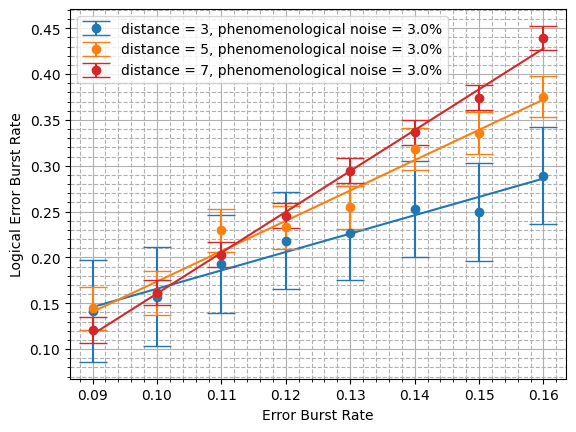 distance = 3, phenomenological noise = 3.0%
distance = 5, phenomenological noise = 3.0%
distance = 7, phenomenological noise = 3.0%
Logical Error Burst Rate
0.45
0.40
0.35
0.30
0.25
0.20
0.15
0.10
0.09 0.10 0.11 0.12 0.13 0.14 0.15 0.16
Error Burst Rate